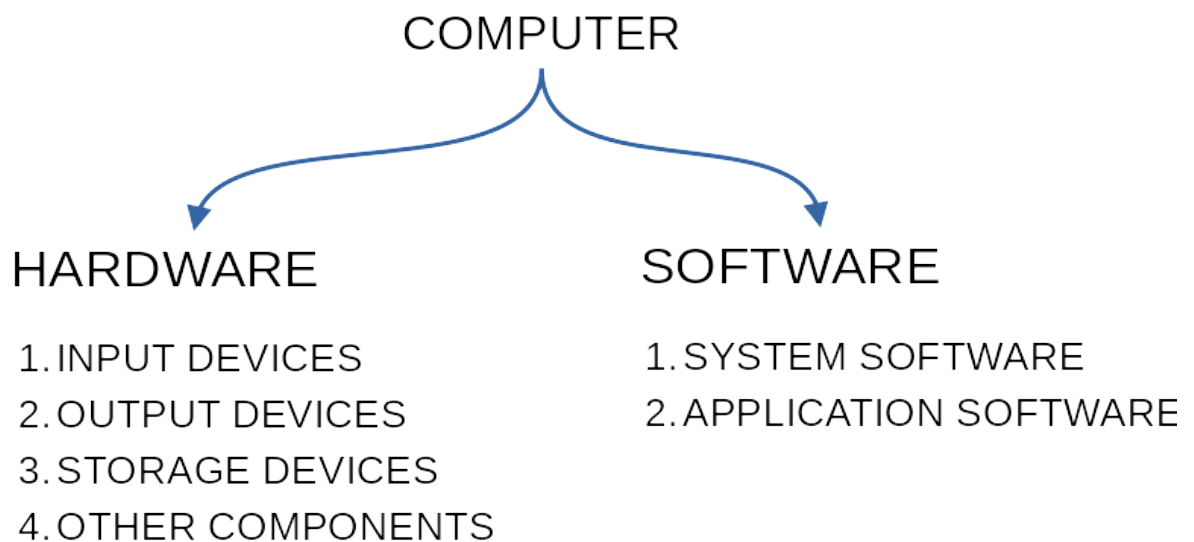 COMPUTER
HARDWARE
1. INPUT DEVICES
2. OUTPUT DEVICES
3. STORAGE DEVICES
4. OTHER COMPONENTS
SOFTWARE
1. SYSTEM SOFTWARE
2. APPLICATION SOFTWARE